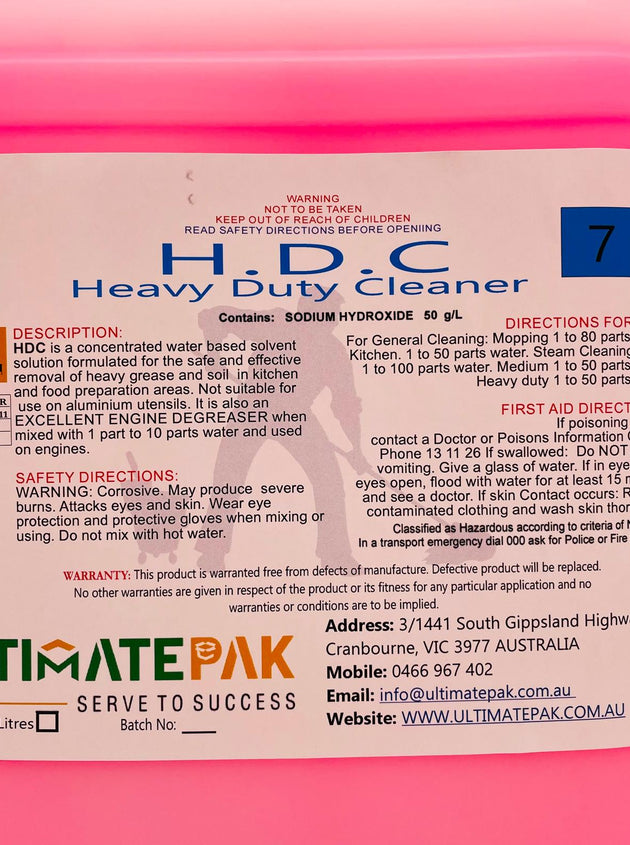 WARNING
NOT TO BE TAKEN
KEEP OUT OF REACH OF CHILDREN
READ SAFETY DIRECTIONS BEFORE OPENIING
H.D.C
Heavy Duty Cleaner
7
Contains: SODIUM HYDROXIDE 50 g/L
DESCRIPTION:
HDC is a concentrated water based solvent
solution formulated for the safe and effective
removal of heavy grease and soil in kitchen
and food preparation areas. Not suitable for
use on aluminium utensils. It is also an
EXCELLENT ENGINE DEGREASER when
mixed with 1 part to 10 parts water and used
on engines.
SAFETY DIRECTIONS:
WARNING: Corrosive. May produce severe
burns. Attacks eyes and skin. Wear eye
protection and protective gloves when mixing or
using. Do not mix with hot water.
DIRECTIONS FO
For General Cleaning: Mopping 1 to 80 parts
Kitchen. 1 to 50 parts water. Steam Cleaning
1 to 100 parts water. Medium 1 to 50 parts
Heavy duty 1 to 50 parts
FIRST AID DIRECT
If poisoning
contact a Doctor or Poisons Information
Phone 13 11 26 If swallowed: Do NOT
vomiting. Give a glass of water. If in eye
eyes open, flood with water for at least 15
and see a doctor. If skin Contact occurs: R
contaminated clothing and wash skin thor
Classified as Hazardous according to criteria of
In a transport emergency dial 000 ask for Police or Fire
WARRANTY: This product is warranted free from defects of manufacture. Defective product will be replaced.
No other warranties are given in respect of the product or its fitness for any particular application and no
warranties or conditions are to be implied.
TIMATEPAK
SERVE TO SUCCESS
Litres
Batch No:
Address: 3/1441 South Gippsland Highw
Cranbourne, VIC 3977 AUSTRALIA
Mobile: 0466 967 402
Email: info@ultimatepak.com.au
Website: WWW.ULTIMATEPAK.COM.AU